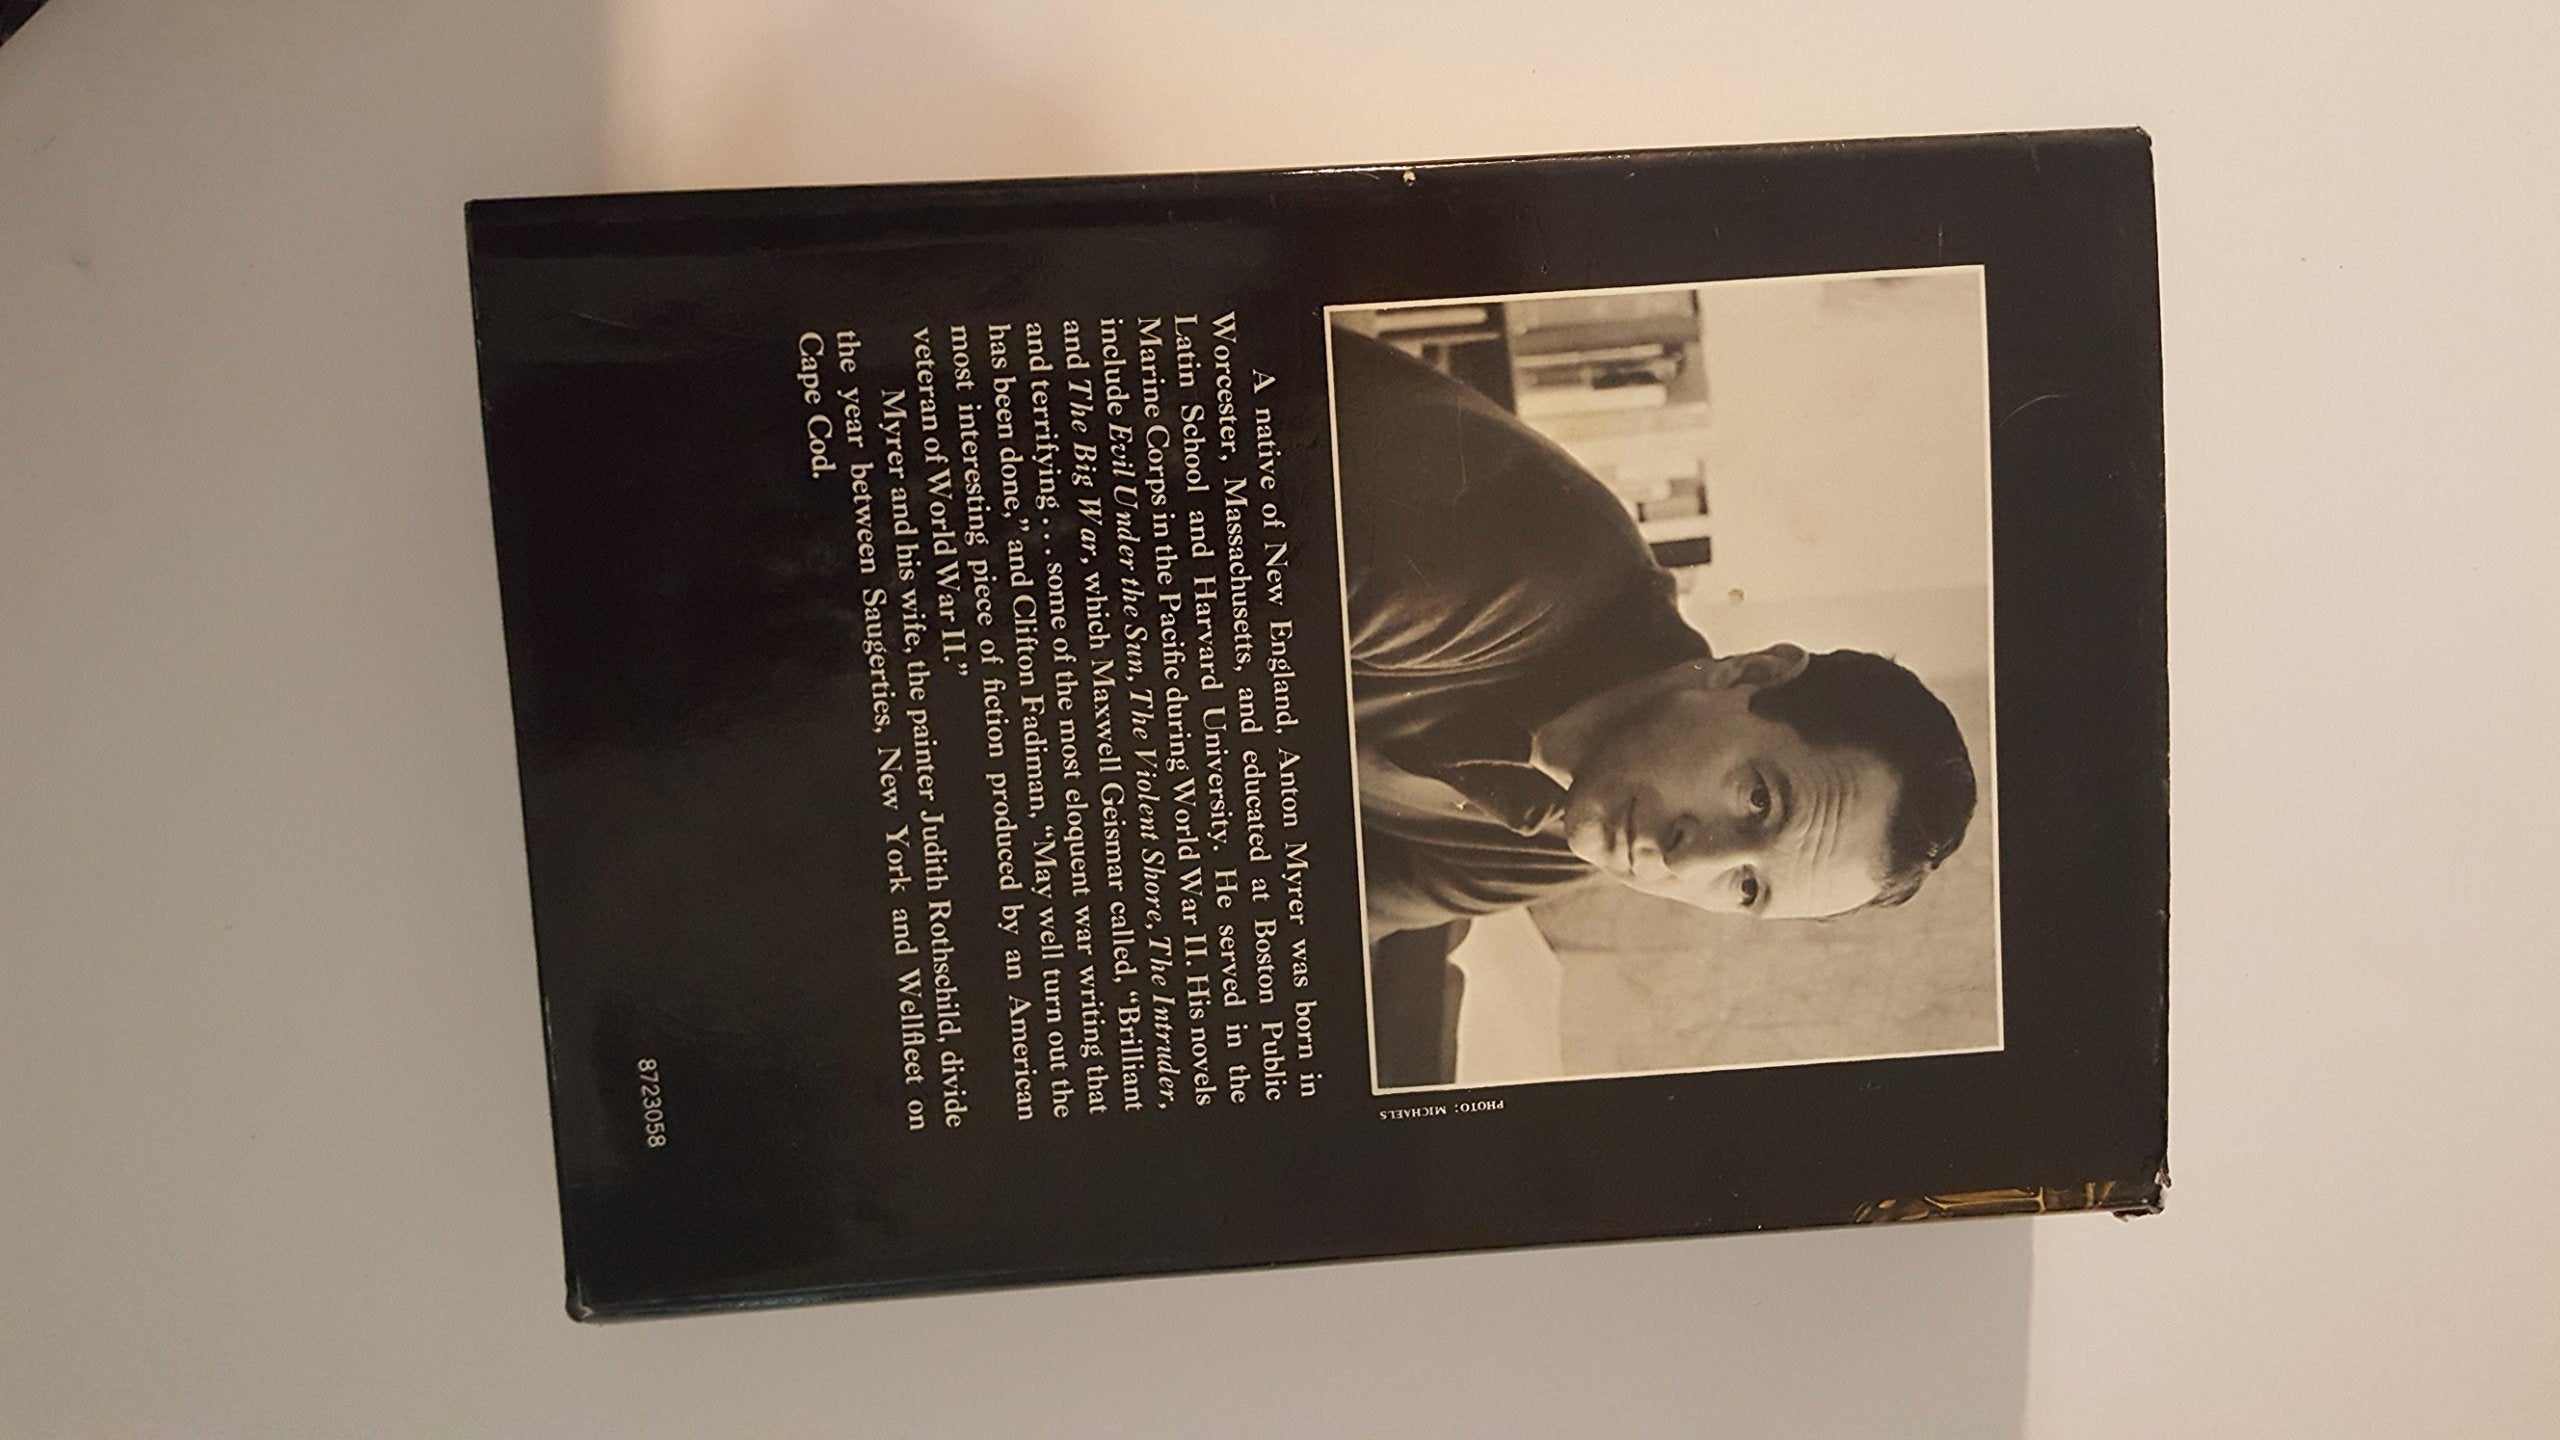 PHOTO: MICHAELS
A native of New England, Anton Myrer was born in
Worcester, Massachusetts, and educated at Boston Public
Latin School and Harvard University. He served in the
Marine Corps in the Pacific during World War II. His novels
include Evil Under the Sun, The Violent Shore, The Intruder,
and The Big War, which Maxwell Geismar called, “Brilliant
and terrifying . . . some of the most eloquent war writing that
has been done,” and Clifton Fadiman, “May well turn out the
most interesting piece of fiction produced by an American
veteran of World War II.”
Myrer and his wife, the painter Judith Rothschild, divide
the year between Saugerties, New York and Wellfleet on
Cape Cod.
8723058